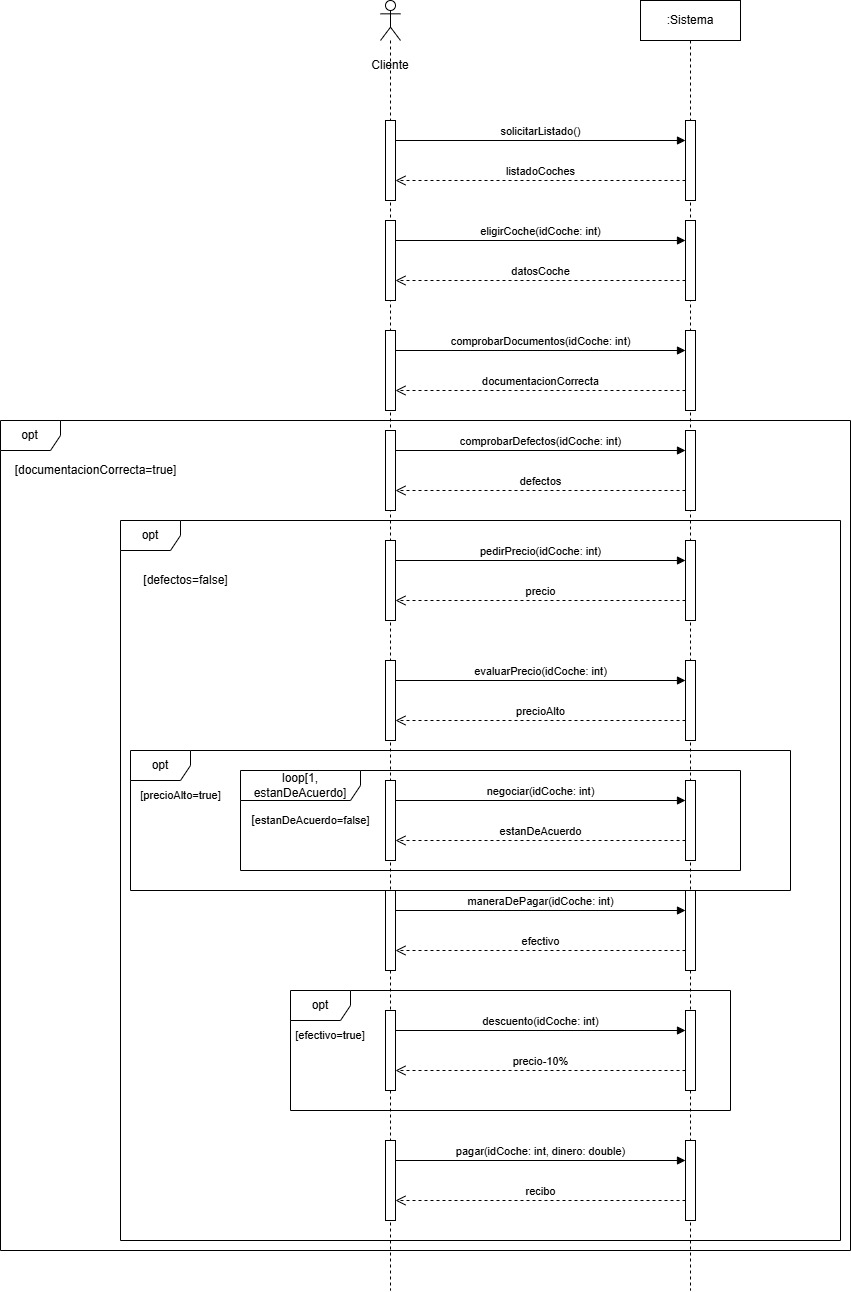 Cliente
:Sistema
solicitarListado()
listadoCoches
eligirCoche(idCoche: int)
datosCoche
comprobarDocumentos(idCoche: int)
documentacionCorrecta
opt
[documentacionCorrecta=true]
comprobarDefectos(idCoche: int)
defectos
opt
[defectos=false]
pedirPrecio(idCoche: int)
precio
evaluarPrecio(idCoche: int)
precioAlto
opt
[precioAlto=true]
loop[1,
estanDeAcuerdo]
[estanDeAcuerdo=false]
negociar(idCoche: int)
estanDeAcuerdo
maneraDePagar(idCoche: int)
efectivo
opt
[efectivo=true]
descuento(idCoche: int)
precio-10%
pagar(idCoche: int, dinero: double)
recibo